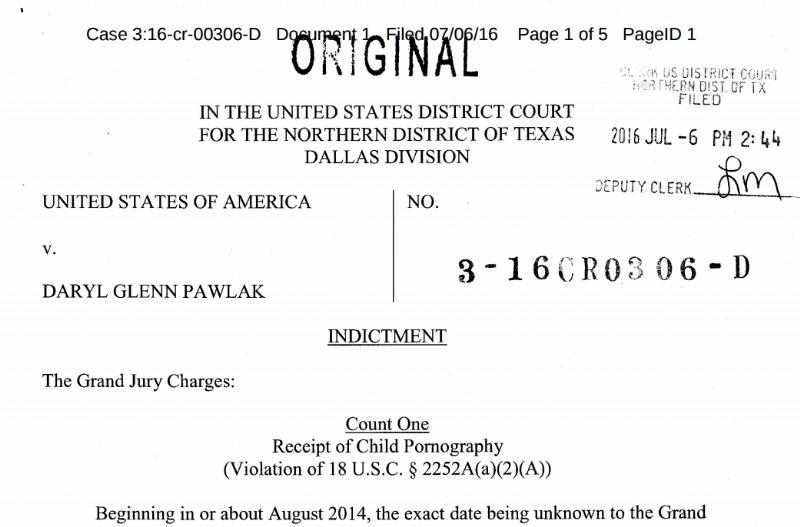 Case 3:16-cr-00306-D Document 1 Filed 07/06/16 Page 1 of 5 PageID 1
ORIGINAL
CLERK US DISTRICT COURT
NORTHERN DIST. OF TX
FILED
IN THE UNITED STATES DISTRICT COURT
FOR THE NORTHERN DISTRICT OF TEXAS
DALLAS DIVISION
2016 JUL -6 PM 2:44
DEPUTY CLERK
UNITED STATES OF AMERICA
v.
DARYL GLENN PAWLAK
NO.
3-16CR0306-D
INDICTMENT
The Grand Jury Charges:
Count One
Receipt of Child Pornography
(Violation of 18 U.S.C. § 2252A(a)(2)(A))
Beginning in or about August 2014, the exact date being unknown to the Grand